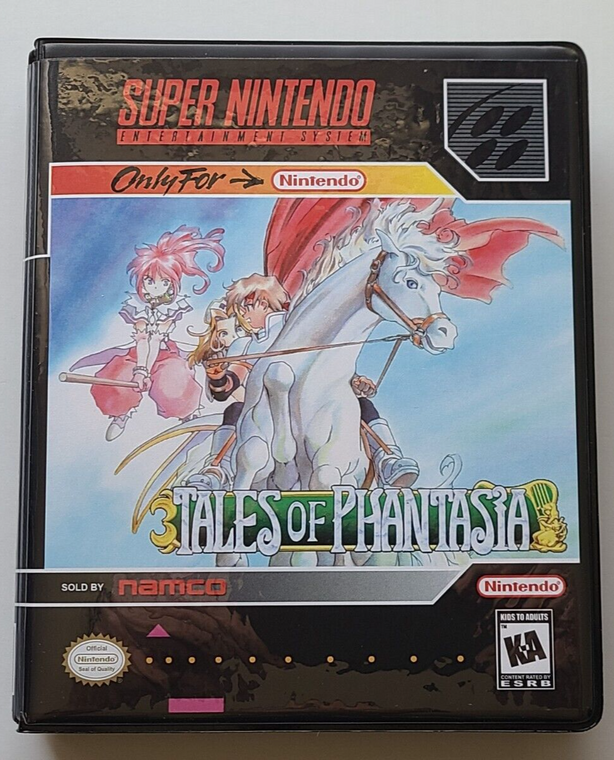 SUPER NINTENDO
ENTERTAINMENT SYSTEM
Only For → Nintendo®
TALES OF PHANTASIA
SOLD BY namco
Nintendo®
Official
Nintendo
Seal of Quality
KIDS TO ADULTS
TM
K-A
CONTENT RATED BY
ESRB